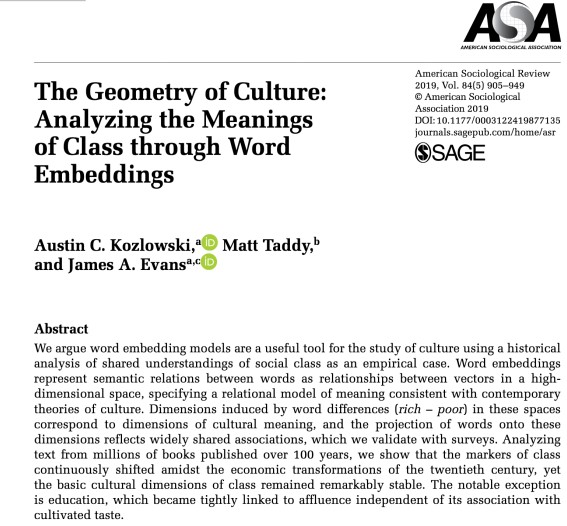 ASA
AMERICAN SOCIOLOGICAL ASSOCIATION
The Geometry of Culture:
Analyzing the Meanings
of Class through Word
Embeddings
American Sociological Review
2019, Vol. 84(5) 905–949
© American Sociological
Association 2019
DOI: 10.1177/0003122419877135
journals.sagepub.com/home/asr
SAGE
Austin C. Kozlowski,a iD Matt Taddy,b
and James A. Evansa,c iD
Abstract
We argue word embedding models are a useful tool for the study of culture using a historical
analysis of shared understandings of social class as an empirical case. Word embeddings
represent semantic relations between words as relationships between vectors in a high-
dimensional space, specifying a relational model of meaning consistent with contemporary
theories of culture. Dimensions induced by word differences (rich – poor) in these spaces
correspond to dimensions of cultural meaning, and the projection of words onto these
dimensions reflects widely shared associations, which we validate with surveys. Analyzing
text from millions of books published over 100 years, we show that the markers of class
continuously shifted amidst the economic transformations of the twentieth century, yet
the basic cultural dimensions of class remained remarkably stable. The notable exception
is education, which became tightly linked to affluence independent of its association with
cultivated taste.